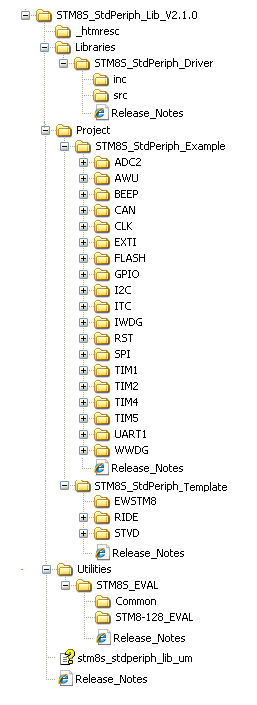 STM8S_StdPeriph_Lib_V2.1.0
_htmresc
Libraries
STM8S_StdPeriph_Driver
inc
src
Release_Notes
Project
STM8S_StdPeriph_Example
ADC2
AWU
BEEP
CAN
CLK
EXTI
FLASH
GPIO
I2C
ITC
IWDG
RST
SPI
TIM1
TIM2
TIM4
TIM5
UART1
WWDG
Release_Notes
STM8S_StdPeriph_Template
EWSTM8
RIDE
STVD
Release_Notes
Utilities
STM8S_EVAL
Common
STM8-128_EVAL
Release_Notes
stm8s_stdperiph_lib_um
Release_Notes